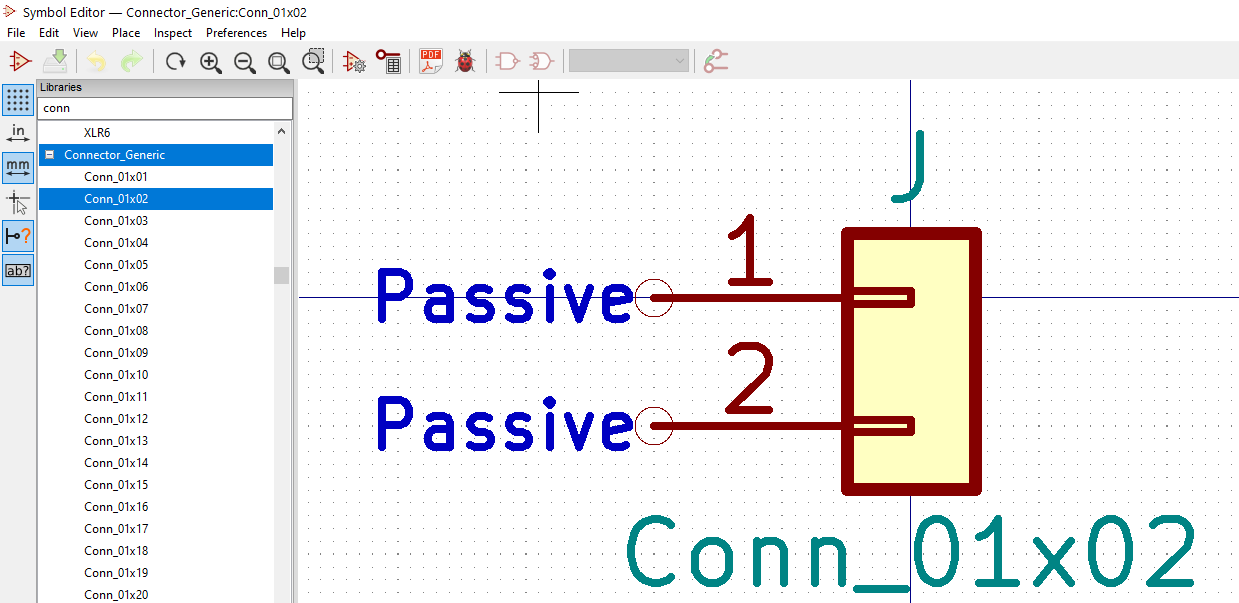 Symbol Editor — Connector_Generic:Conn_01x02
File Edit View Place Inspect Preferences Help
PDF
Libraries
conn
in
mm
?
ab?
XLR6
Connector_Generic
Conn_01x01
Conn_01x02
Conn_01x03
Conn_01x04
Conn_01x05
Conn_01x06
Conn_01x07
Conn_01x08
Conn_01x09
Conn_01x10
Conn_01x11
Conn_01x12
Conn_01x13
Conn_01x14
Conn_01x15
Conn_01x16
Conn_01x17
Conn_01x18
Conn_01x19
Conn_01x20
J
1
Passive
2
Passive
Conn_01x02